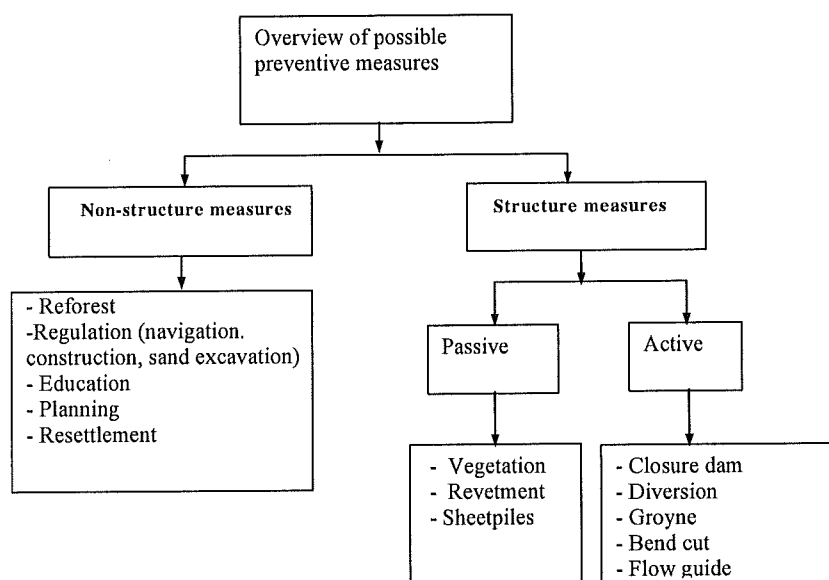 Overview of possible
preventive measures
Non-structure measures
Structure measures
- Reforest
-Regulation (navigation.
construction, sand excavation)
- Education
- Planning
- Resettlement
Passive
Active
- Vegetation
- Revetment
- Sheetpiles
- Closure dam
- Diversion
- Groyne
- Bend cut
- Flow guide